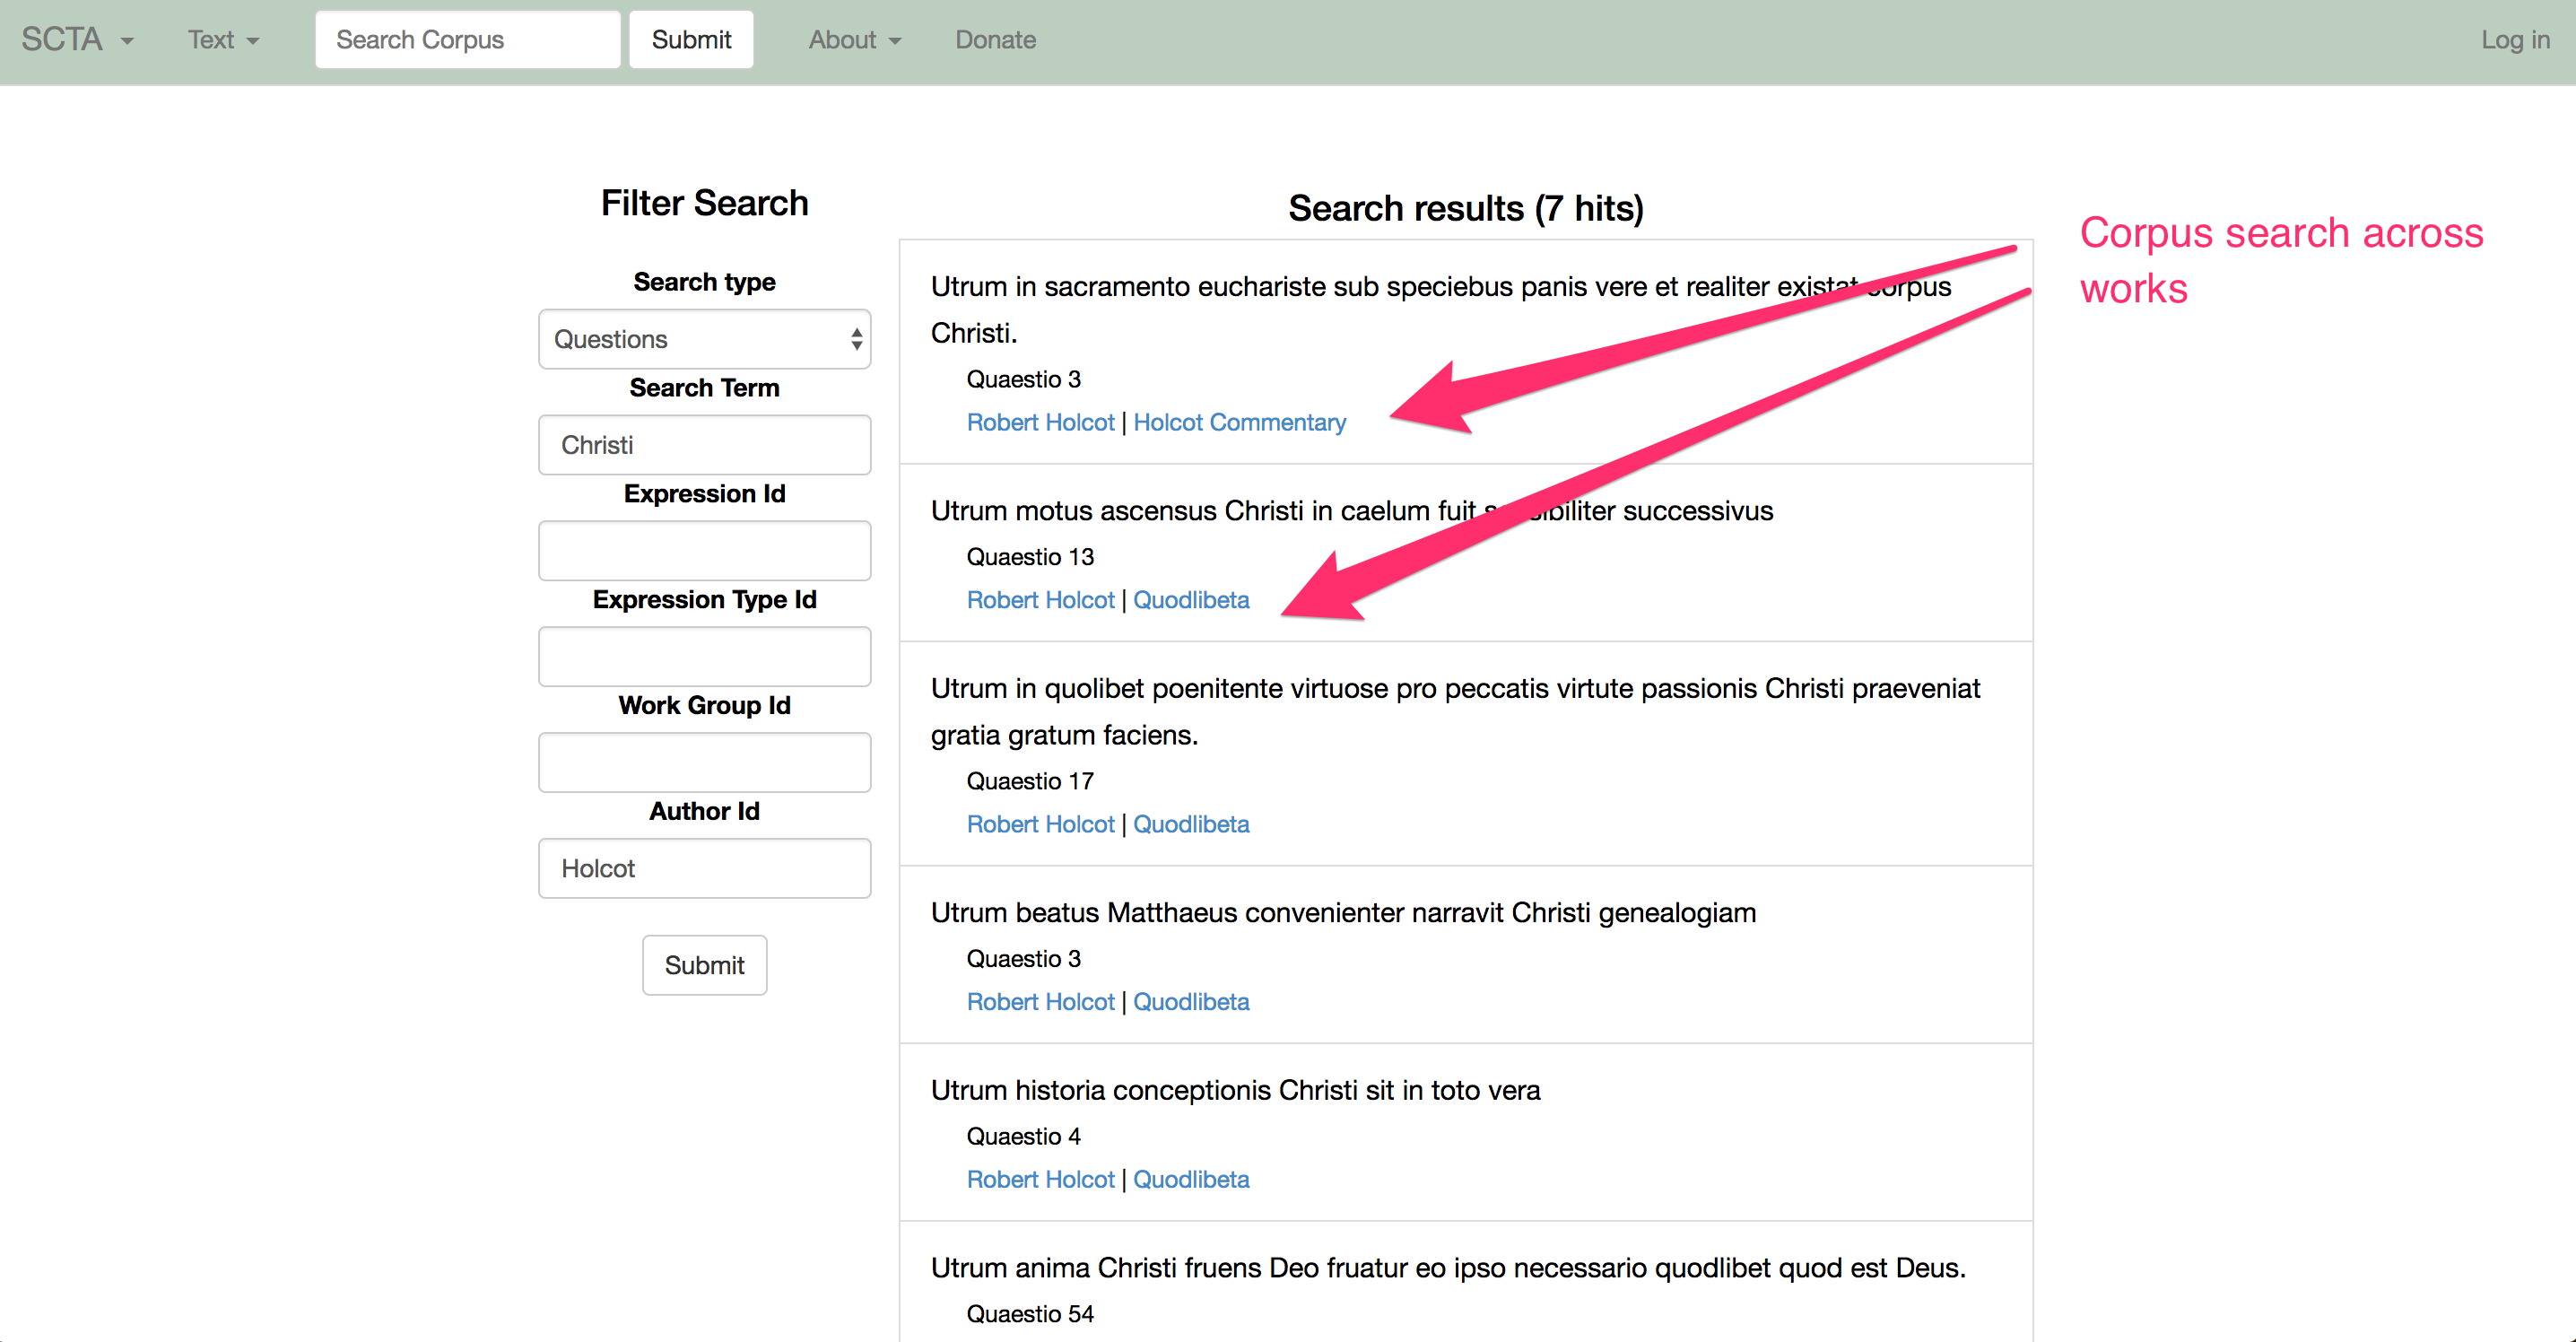 SCTA Text Search Corpus Submit About Donate Log in
Filter Search
Search type
Questions
Search Term
Christi
Expression Id
Expression Type Id
Work Group Id
Author Id
Holcot
Submit
Search results (7 hits)
Utrum in sacramento euchariste sub speciebus panis vere et realiter existat corpus
Christi.
Quaestio 3
Robert Holcot | Holcot Commentary
Utrum motus ascensus Christi in caelum fuit successivus
Quaestio 13
Robert Holcot | Quodlibeta
Utrum in quolibet poenitente virtuose pro peccatis virtute passionis Christi praeveniat
gratia gratum faciens.
Quaestio 17
Robert Holcot | Quodlibeta
Utrum beatus Matthaeus convenienter narravit Christi genealogiam
Quaestio 3
Robert Holcot | Quodlibeta
Utrum historia conceptionis Christi sit in toto vera
Quaestio 4
Robert Holcot | Quodlibeta
Utrum anima Christi fruens Deo fruatur eo ipso necessario quodlibet quod est Deus.
Quaestio 54
Corpus search across
works